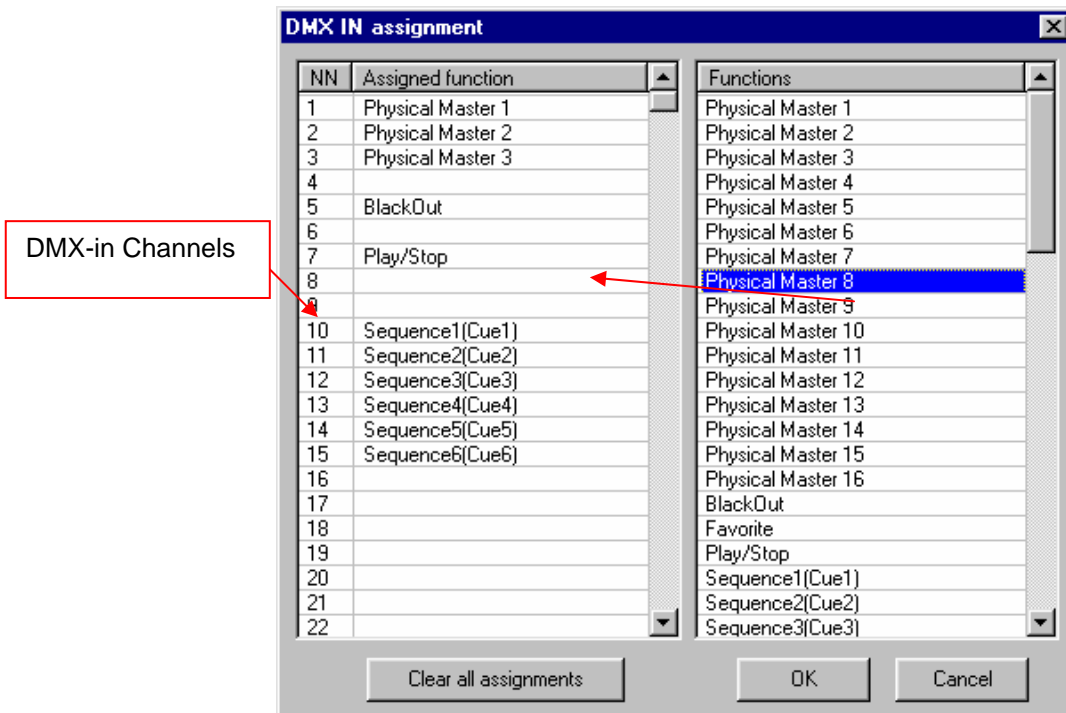 DMX IN assignment
NN Assigned function
1 Physical Master 1
2 Physical Master 2
3 Physical Master 3
4
5 BlackOut
6
7 Play/Stop
8
9
10 Sequence1(Cue1)
11 Sequence2(Cue2)
12 Sequence3(Cue3)
13 Sequence4(Cue4)
14 Sequence5(Cue5)
15 Sequence6(Cue6)
16
17
18
19
20
21
22
Functions
Physical Master 1
Physical Master 2
Physical Master 3
Physical Master 4
Physical Master 5
Physical Master 6
Physical Master 7
Physical Master 8
Physical Master 9
Physical Master 10
Physical Master 11
Physical Master 12
Physical Master 13
Physical Master 14
Physical Master 15
Physical Master 16
BlackOut
Favorite
Play/Stop
Sequence1(Cue1)
Sequence2(Cue2)
Sequence3(Cue3)
DMX-in Channels
Clear all assignments
OK
Cancel